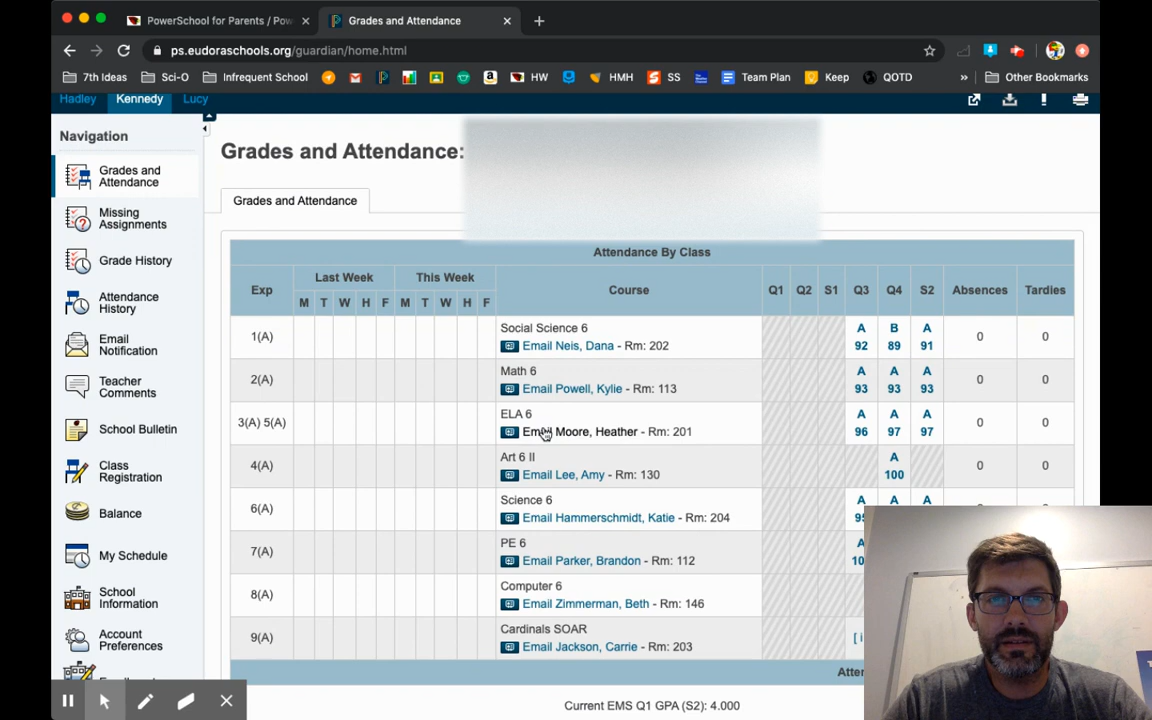 PowerSchool for Parents / Pow
Grades and Attendance
ps.eudoraschools.org/guardian/home.html
7th Ideas Sci-O Infrequent School HW HMH SS Team Plan Keep QOTD » Other Bookmarks
Hadley Kennedy Lucy
Navigation
Grades and
Attendance
Missing
Assignments
Grade History
Attendance
History
Email
Notification
Teacher
Comments
School Bulletin
Class
Registration
Balance
My Schedule
School
Information
Account
Preferences
Grades and Attendance:
Grades and Attendance
Attendance By Class
Exp Last Week This Week Course Q1 Q2 S1 Q3 Q4 S2 Absences Tardies
M T W H F M T W H F
1(A) Social Science 6 A B A 0 0
Email Neis, Dana - Rm: 202 92 89 91
2(A) Math 6 A A A 0 0
Email Powell, Kylie - Rm: 113 93 93 93
3(A) 5(A) ELA 6 A A A 0 0
Email Moore, Heather - Rm: 201 96 97 97
4(A) Art 6 II A 0 0
Email Lee, Amy - Rm: 130 100
6(A) Science 6 A A A
Email Hammerschmidt, Katie - Rm: 204
7(A) PE 6
Email Parker, Brandon - Rm: 112
8(A) Computer 6
Email Zimmerman, Beth - Rm: 146
9(A) Cardinals SOAR [ i
Email Jackson, Carrie - Rm: 203
Atten
Current EMS Q1 GPA (S2): 4.000